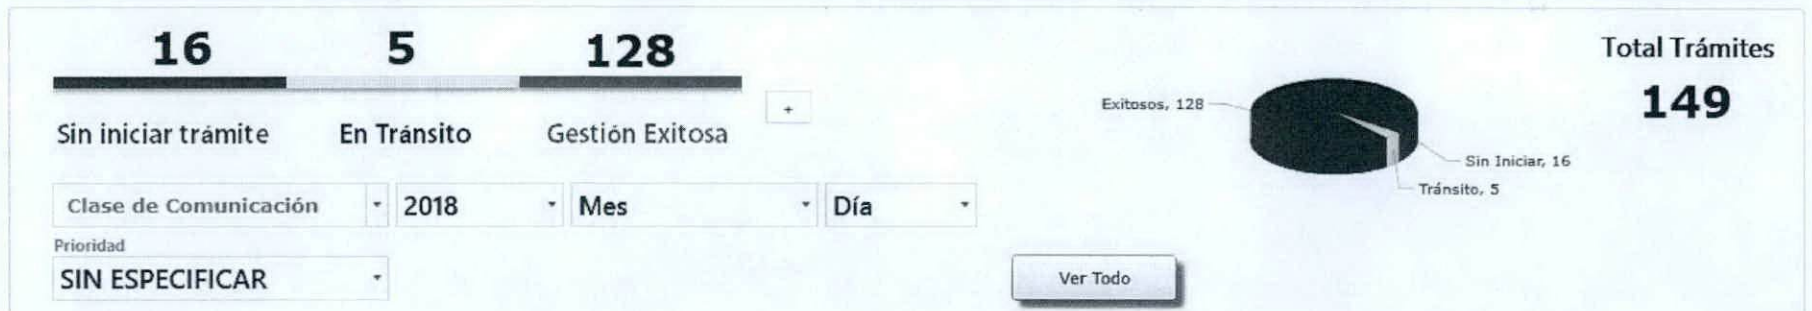 16 5 128
Sin iniciar trámite En Tránsito Gestión Exitosa
+
Clase de Comunicación 2018 Mes Día
Prioridad
SIN ESPECIFICAR
Ver Todo
Exitosos, 128
Sin Iniciar, 16
Tránsito, 5
Total Trámites
149